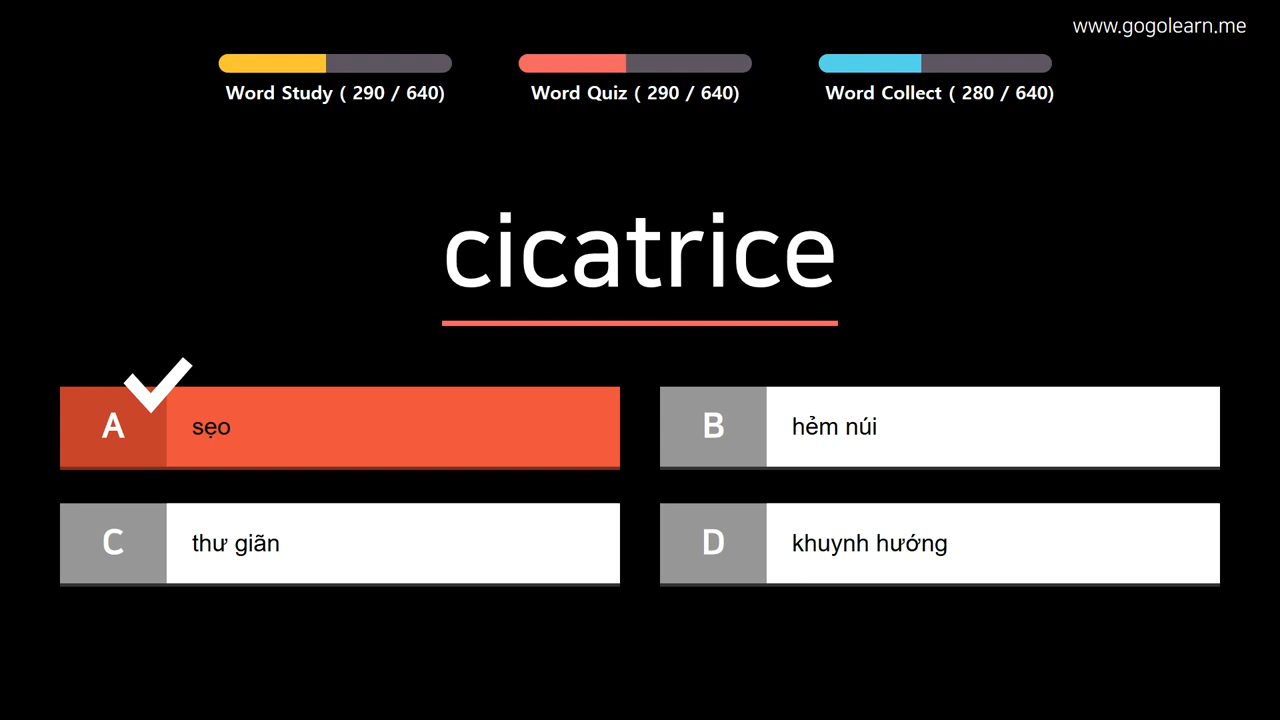 www.gogolearn.me
Word Study ( 290 / 640)
Word Quiz ( 290 / 640)
Word Collect ( 280 / 640)
cicatrice
A
sẹo
B
hẻm núi
C
thư giãn
D
khuynh hướng